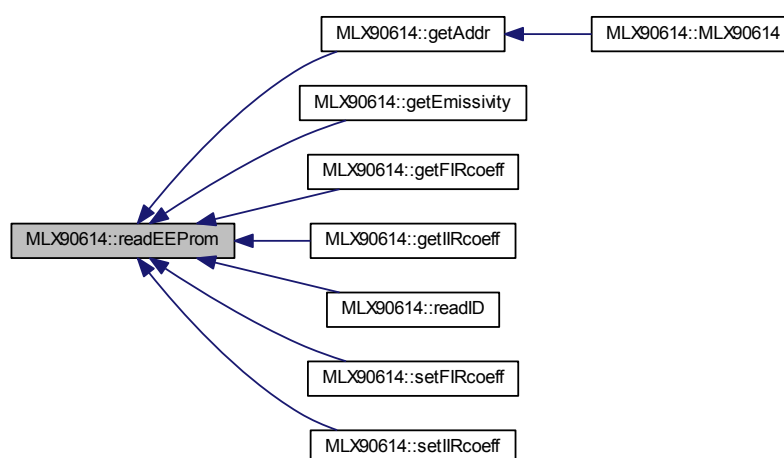 MLX90614::getAddr
MLX90614::MLX90614
MLX90614::getEmissivity
MLX90614::getFIRcoeff
MLX90614::readEEProm
MLX90614::getIIRcoeff
MLX90614::readID
MLX90614::setFIRcoeff
MLX90614::setIIRcoeff